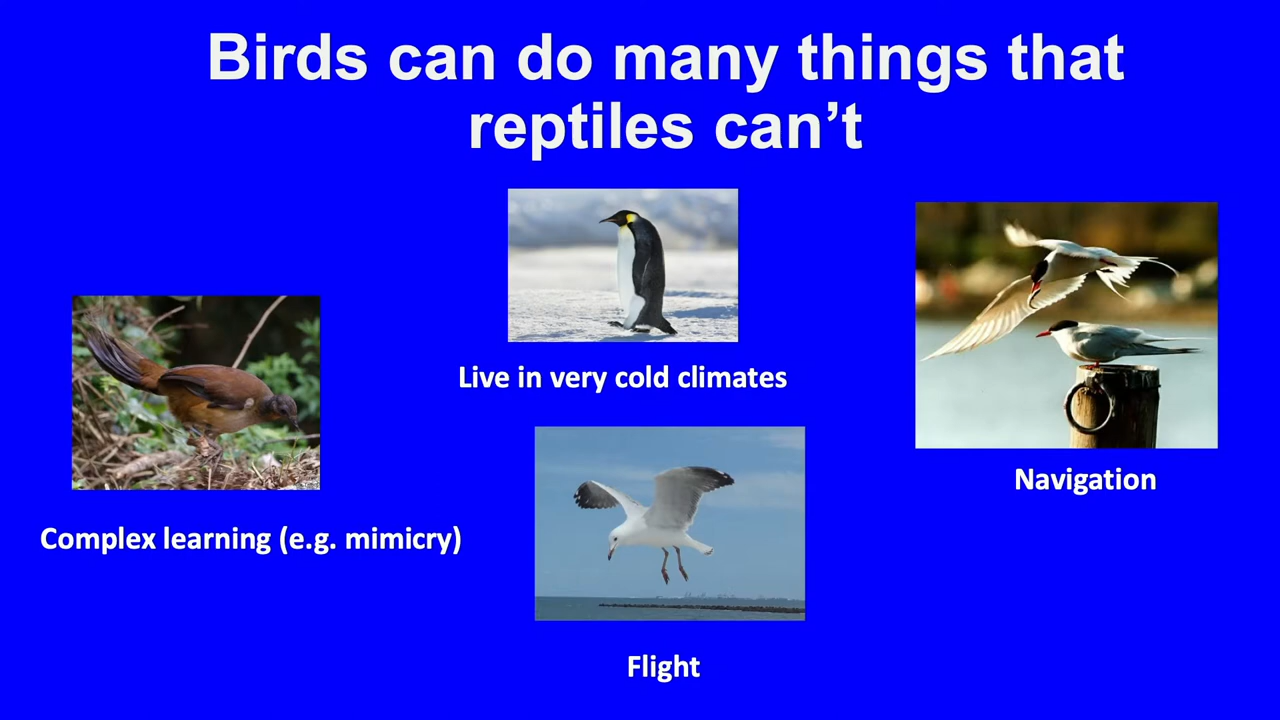 Birds can do many things that
reptiles can’t
Live in very cold climates
Navigation
Complex learning (e.g. mimicry)
Flight